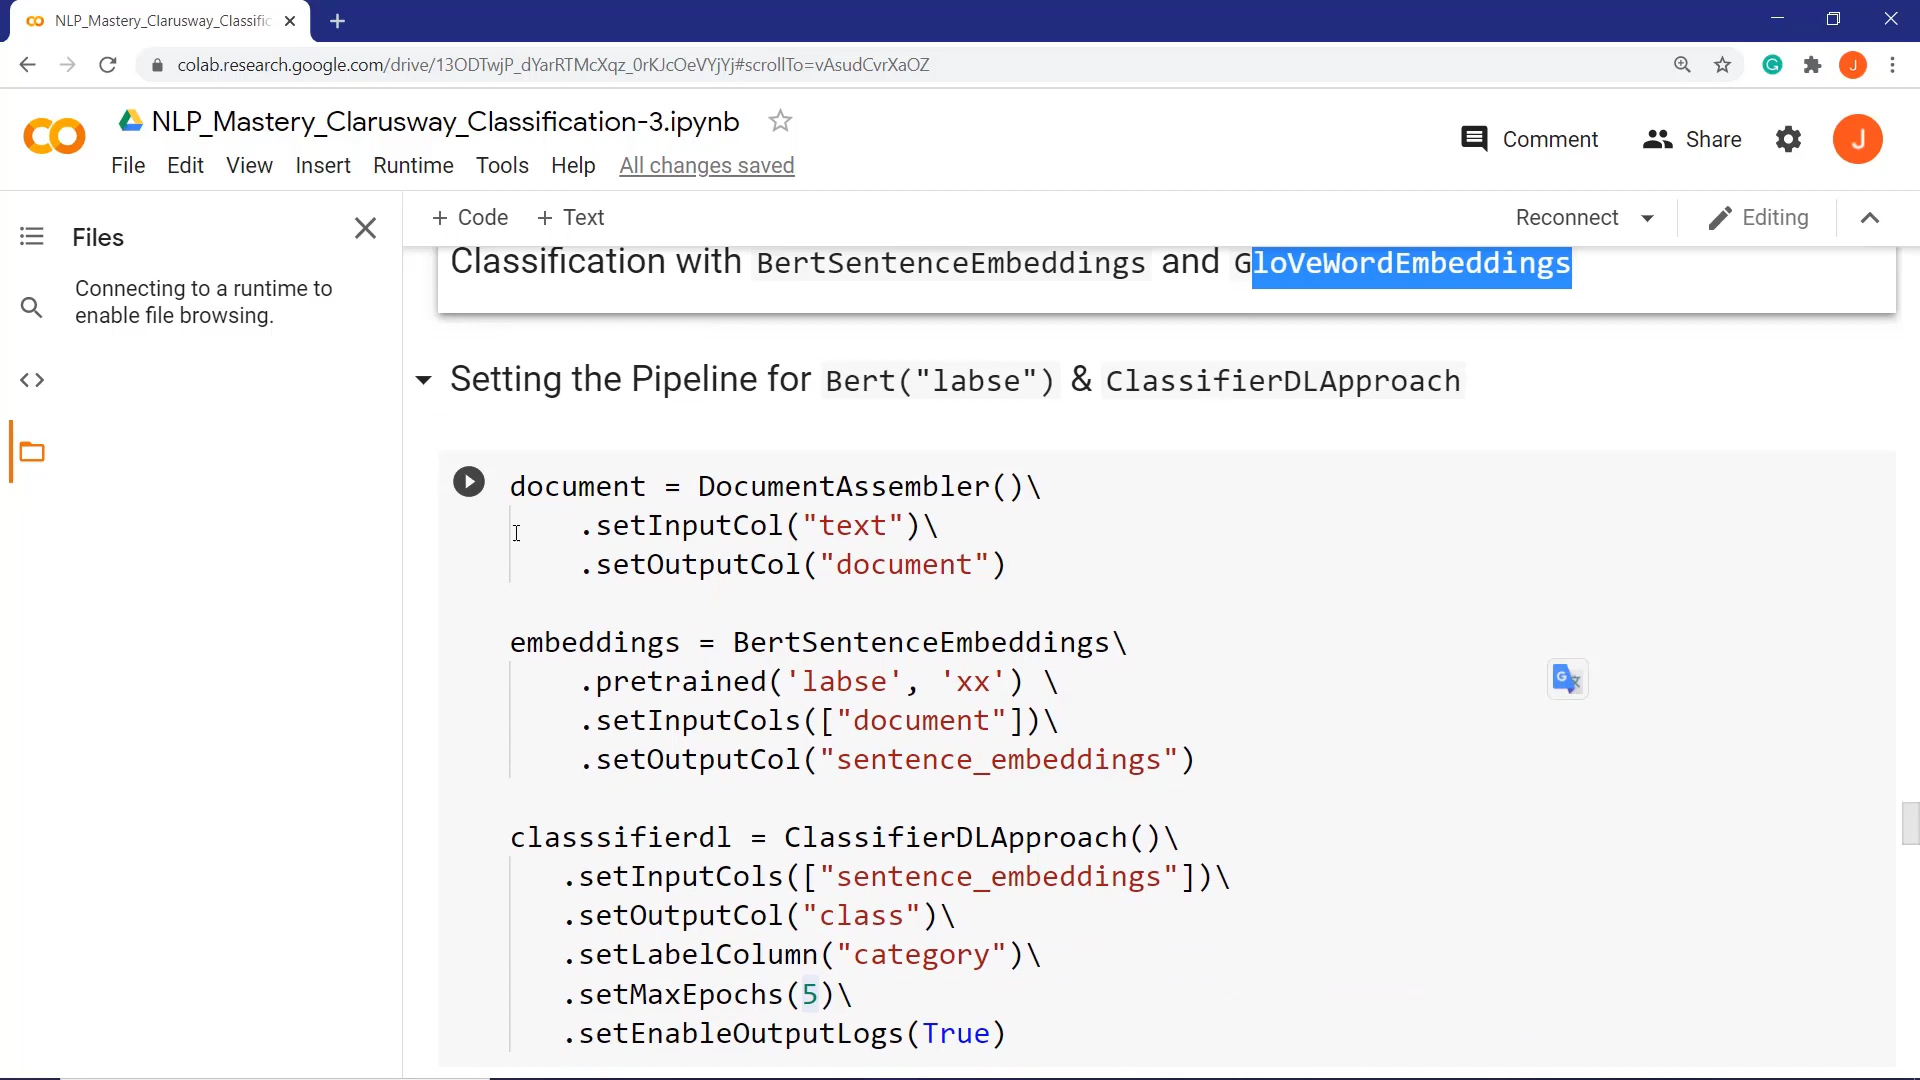 NLP_Mastery_Clarusway_Classific
colab.research.google.com/drive/13ODTwjP_dYarRTMcXqz_0rKJcOeVYjYj#scrollTo=vAsudCvrXaOZ
J
NLP_Mastery_Clarusway_Classification-3.ipynb
Comment
Share
J
File Edit View Insert Runtime Tools Help All changes saved
Files
+ Code + Text
Reconnect
Editing
Connecting to a runtime to
enable file browsing.
Classification with BertSentenceEmbeddings and GloVeWordEmbeddings
Setting the Pipeline for Bert("labse") & ClassifierDLApproach
document = DocumentAssembler()\
.setInputCol("text")\
.setOutputCol("document")
embeddings = BertSentenceEmbeddings\
.pretrained('labse', 'xx') \
.setInputCols(["document"])\
.setOutputCol("sentence_embeddings")
classsifierdl = ClassifierDLApproach()\
.setInputCols(["sentence_embeddings"])\
.setOutputCol("class")\
.setLabelColumn("category")\
.setMaxEpochs(5)\
.setEnableOutputLogs(True)